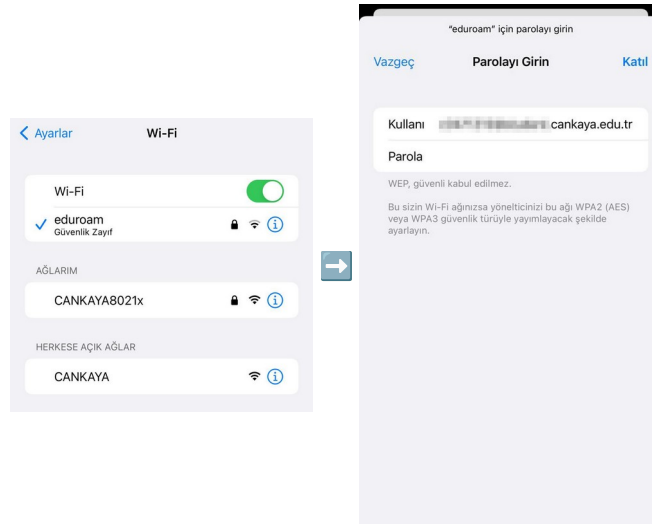 Ayarlar
Wi-Fi
Wi-Fi
eduroam
Güvenlik Zayıf
AĞLARIM
CANKAYA8021x
HERKESE AÇIK AĞLAR
CANKAYA
“eduroam” için parolayı girin
Vazgeç
Parolayı Girin
Katıl
Kullanı cankaya.edu.tr
Parola
WEP, güvenli kabul edilmez.
Bu sizin Wi-Fi ağınızsa yönelticinizi bu ağı WPA2 (AES)
veya WPA3 güvenlik türüyle yayımlayacak şekilde
ayarlayın.